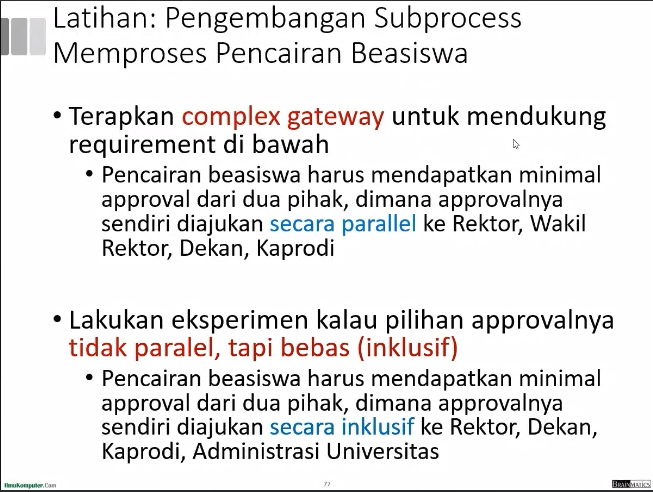 Latihan: Pengembangan Subprocess
Memproses Pencairan Beasiswa
• Terapkan complex gateway untuk mendukung
requirement di bawah
• Pencairan beasiswa harus mendapatkan minimal
approval dari dua pihak, dimana approvalnya
sendiri diajukan secara parallel ke Rektor, Wakil
Rektor, Dekan, Kaprodi
• Lakukan eksperimen kalau pilihan approvalnya
tidak paralel, tapi bebas (inklusif)
• Pencairan beasiswa harus mendapatkan minimal
approval dari dua pihak, dimana approvalnya
sendiri diajukan secara inklusif ke Rektor, Dekan,
Kaprodi, Administrasi Universitas
IlmuKomputer.Com
77
BRAINMATICS